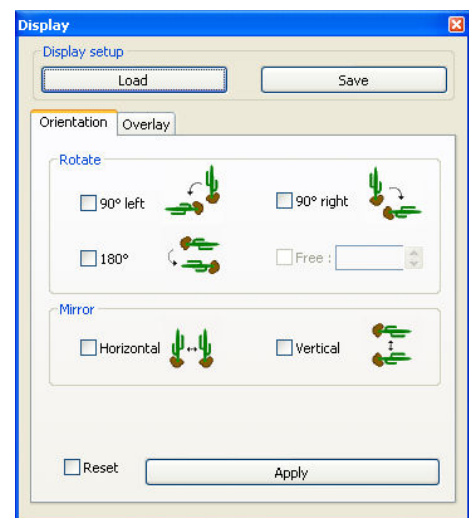 Display
Display setup
Load Save
Orientation Overlay
Rotate
90° left 90° right
180° Free :
Mirror
Horizontal Vertical
Reset Apply